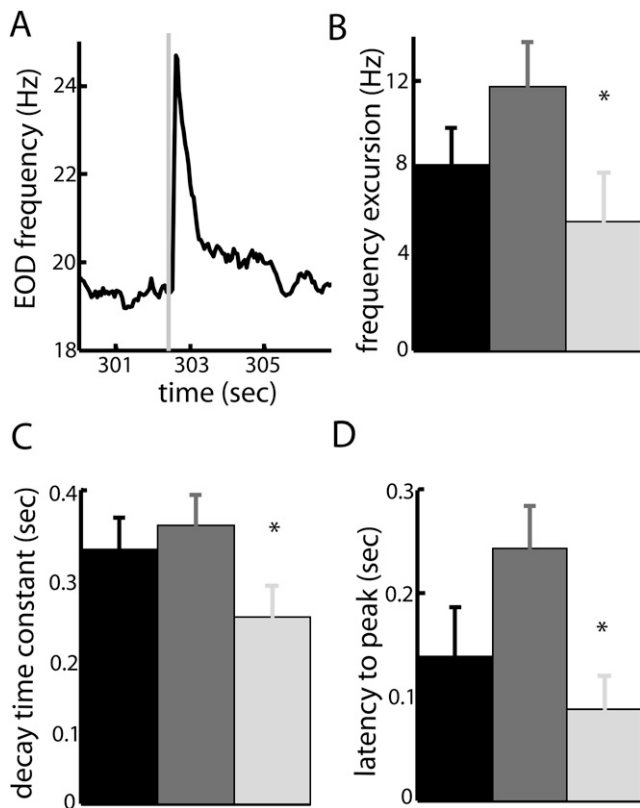 A
EOD frequency (Hz)
24
22
20
18
301 303 305
time (sec)
B
frequency excursion (Hz)
12
8
4
0
*
C
decay time constant (sec)
0.4
0.3
0.2
0.1
0
*
D
latency to peak (sec)
0.3
0.2
0.1
0
*